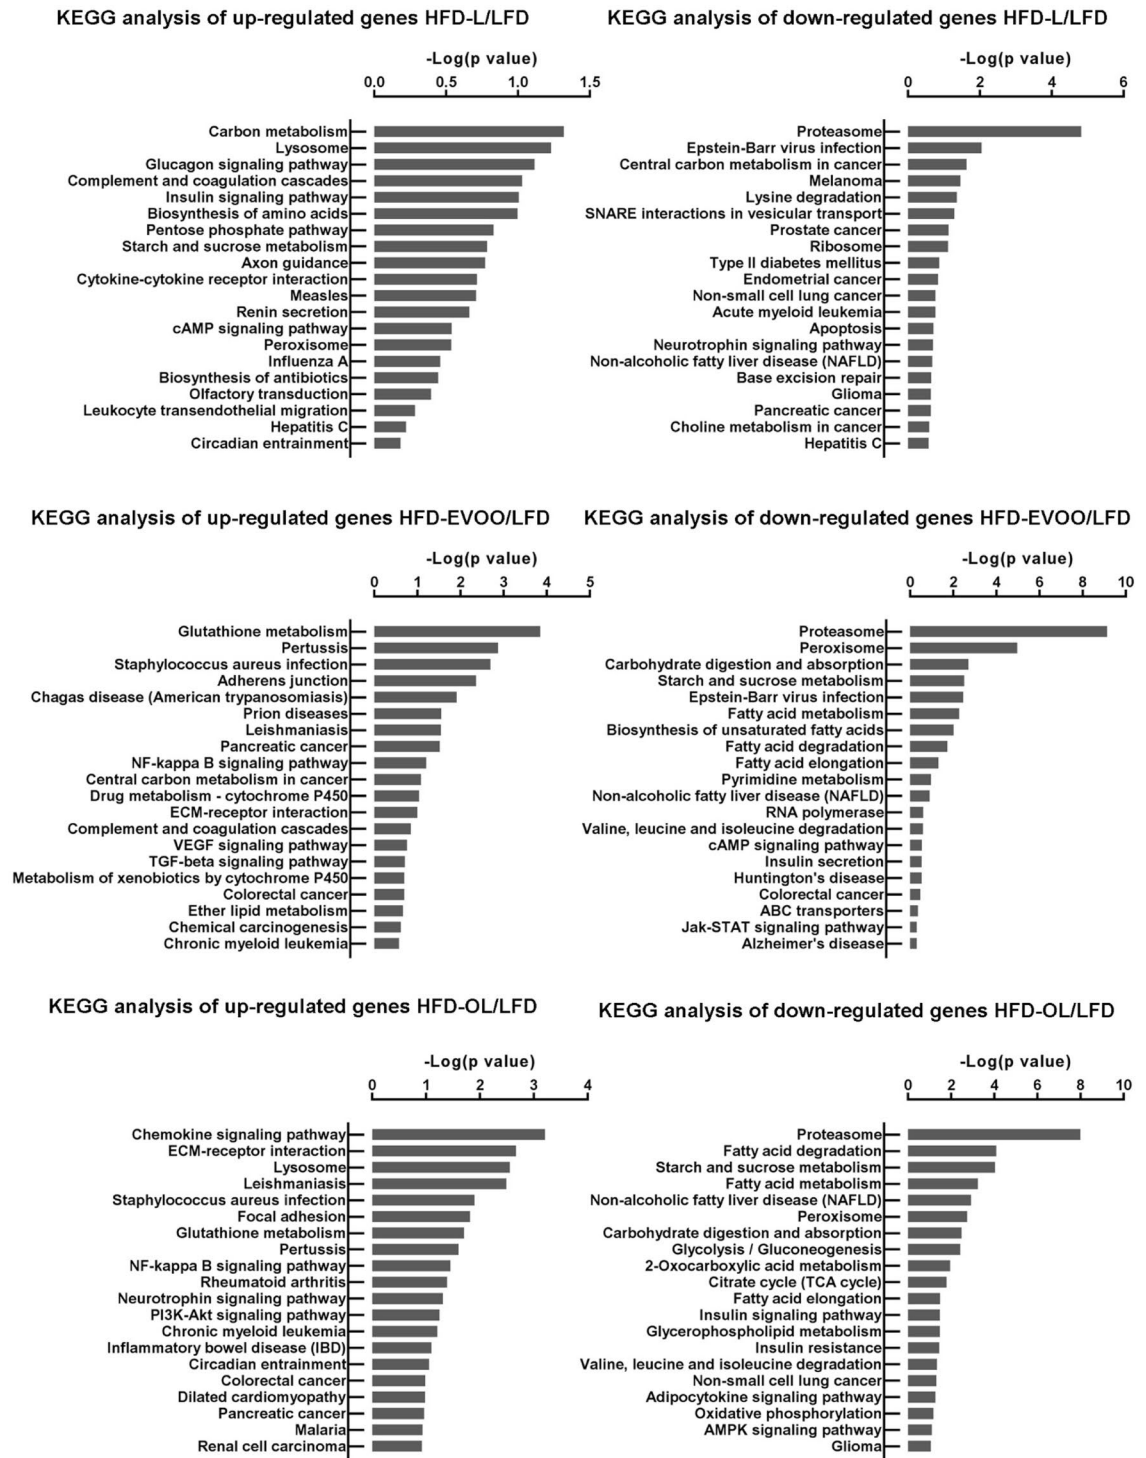 KEGG analysis of up-regulated genes HFD-L/LFD
-Log(p value)
0.0 0.5 1.0 1.5
Carbon metabolism
Lysosome
Glucagon signaling pathway
Complement and coagulation cascades
Insulin signaling pathway
Biosynthesis of amino acids
Pentose phosphate pathway
Starch and sucrose metabolism
Axon guidance
Cytokine-cytokine receptor interaction
Measles
Renin secretion
cAMP signaling pathway
Peroxisome
Influenza A
Biosynthesis of antibiotics
Olfactory transduction
Leukocyte transendothelial migration
Hepatitis C
Circadian entrainment
KEGG analysis of down-regulated genes HFD-L/LFD
-Log(p value)
0 2 4 6
Proteasome
Epstein-Barr virus infection
Central carbon metabolism in cancer
Melanoma
Lysine degradation
SNARE interactions in vesicular transport
Prostate cancer
Ribosome
Type II diabetes mellitus
Endometrial cancer
Non-small cell lung cancer
Acute myeloid leukemia
Apoptosis
Neurotrophin signaling pathway
Non-alcoholic fatty liver disease (NAFLD)
Base excision repair
Glioma
Pancreatic cancer
Choline metabolism in cancer
Hepatitis C
KEGG analysis of up-regulated genes HFD-EVOO/LFD
-Log(p value)
0 1 2 3 4 5
Glutathione metabolism
Pertussis
Staphylococcus aureus infection
Adherens junction
Chagas disease (American trypanosomiasis)
Prion diseases
Leishmaniasis
Pancreatic cancer
NF-kappa B signaling pathway
Central carbon metabolism in cancer
Drug metabolism - cytochrome P450
ECM-receptor interaction
Complement and coagulation cascades
VEGF signaling pathway
TGF-beta signaling pathway
Metabolism of xenobiotics by cytochrome P450
Colorectal cancer
Ether lipid metabolism
Chemical carcinogenesis
Chronic myeloid leukemia
KEGG analysis of down-regulated genes HFD-EVOO/LFD
-Log(p value)
0 2 4 6 8 10
Proteasome
Peroxisome
Carbohydrate digestion and absorption
Starch and sucrose metabolism
Epstein-Barr virus infection
Fatty acid metabolism
Biosynthesis of unsaturated fatty acids
Fatty acid degradation
Fatty acid elongation
Pyrimidine metabolism
Non-alcoholic fatty liver disease (NAFLD)
RNA polymerase
Valine, leucine and isoleucine degradation
cAMP signaling pathway
Insulin secretion
Huntington's disease
Colorectal cancer
ABC transporters
Jak-STAT signaling pathway
Alzheimer's disease
KEGG analysis of up-regulated genes HFD-OL/LFD
-Log(p value)
0 1 2 3 4
Chemokine signaling pathway
ECM-receptor interaction
Lysosome
Leishmaniasis
Staphylococcus aureus infection
Focal adhesion
Glutathione metabolism
Pertussis
NF-kappa B signaling pathway
Rheumatoid arthritis
Neurotrophin signaling pathway
PI3K-Akt signaling pathway
Chronic myeloid leukemia
Inflammatory bowel disease (IBD)
Circadian entrainment
Colorectal cancer
Dilated cardiomyopathy
Pancreatic cancer
Malaria
Renal cell carcinoma
KEGG analysis of down-regulated genes HFD-OL/LFD
-Log(p value)
0 2 4 6 8 10
Proteasome
Fatty acid degradation
Starch and sucrose metabolism
Fatty acid metabolism
Non-alcoholic fatty liver disease (NAFLD)
Peroxisome
Carbohydrate digestion and absorption
Glycolysis / Gluconeogenesis
2-Oxocarboxylic acid metabolism
Citrate cycle (TCA cycle)
Fatty acid elongation
Insulin signaling pathway
Glycerophospholipid metabolism
Insulin resistance
Valine, leucine and isoleucine degradation
Non-small cell lung cancer
Adipocytokine signaling pathway
Oxidative phosphorylation
AMPK signaling pathway
Glioma